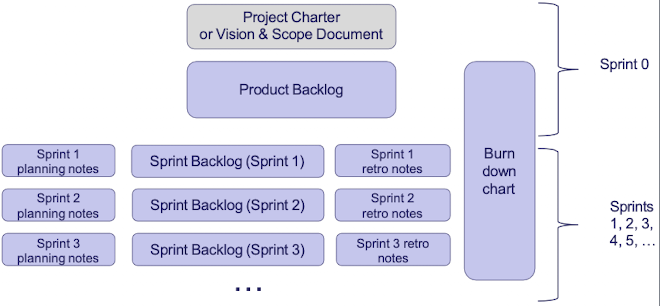 Project Charter
or Vision & Scope Document
Sprint 0
Product Backlog
Burn
down
chart
Sprint 1
planning notes
Sprint Backlog (Sprint 1)
Sprint 1
retro notes
Sprint 2
planning notes
Sprint Backlog (Sprint 2)
Sprint 2
retro notes
Sprints
1, 2, 3,
4, 5, …
Sprint 3
planning notes
Sprint Backlog (Sprint 3)
Sprint 3 retro
notes
...